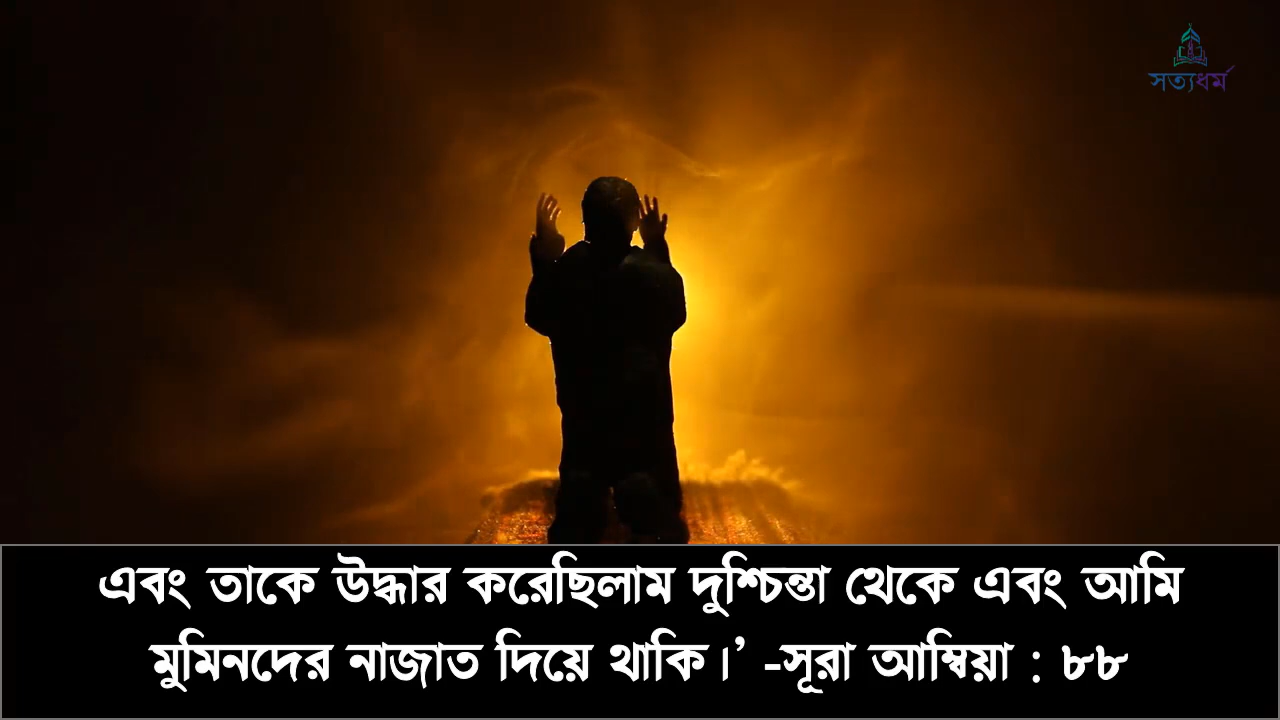 সত্যধর্ম
এবং তাকে উদ্ধার করেছিলাম দুশ্চিন্তা থেকে এবং আমি
মুমিনদের নাজাত দিয়ে থাকি।’ -সূরা আম্বিয়া : ৮৮